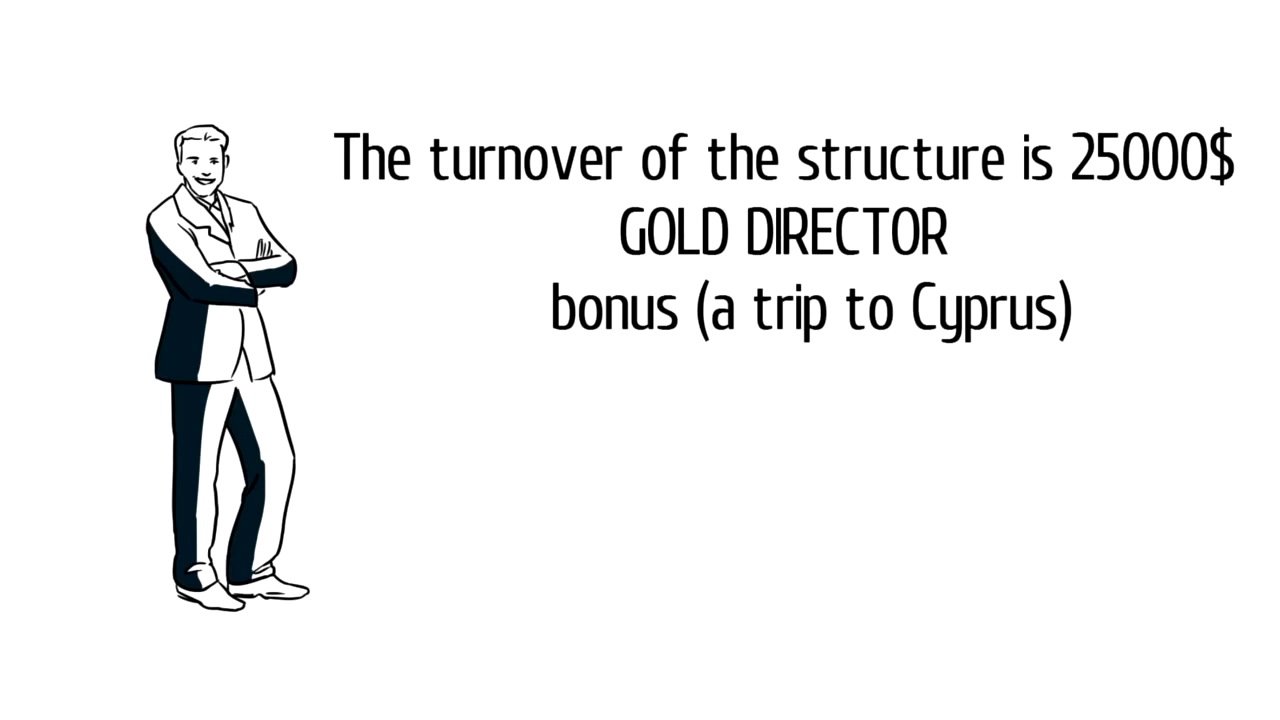 The turnover of the structure is 25000$
GOLD DIRECTOR
bonus (a trip to Cyprus)